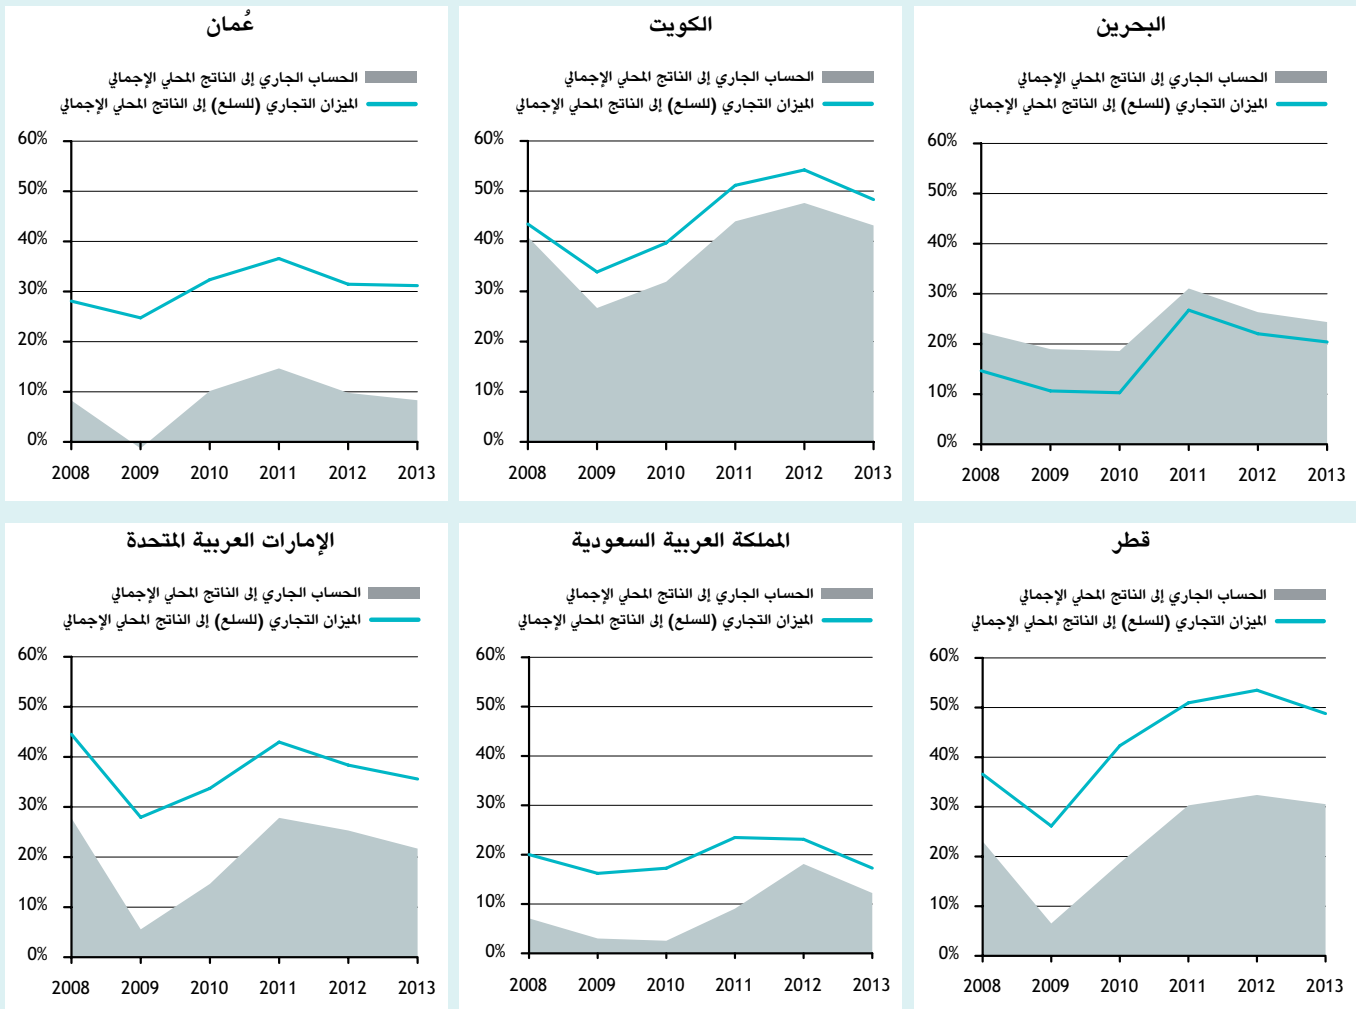 البحرين
الحساب الجاري إلى الناتج المحلي الإجمالي
الميزان التجاري (للسلع) إلى الناتج المحلي الإجمالي
60%
50%
40%
30%
20%
10%
0%
2008 2009 2010 2011 2012 2013
الكويت
الحساب الجاري إلى الناتج المحلي الإجمالي
الميزان التجاري (للسلع) إلى الناتج المحلي الإجمالي
60%
50%
40%
30%
20%
10%
0%
2008 2009 2010 2011 2012 2013
عُمان
الحساب الجاري إلى الناتج المحلي الإجمالي
الميزان التجاري (للسلع) إلى الناتج المحلي الإجمالي
60%
50%
40%
30%
20%
10%
0%
2008 2009 2010 2011 2012 2013
قطر
الحساب الجاري إلى الناتج المحلي الإجمالي
الميزان التجاري (للسلع) إلى الناتج المحلي الإجمالي
60%
50%
40%
30%
20%
10%
0%
2008 2009 2010 2011 2012 2013
المملكة العربية السعودية
الحساب الجاري إلى الناتج المحلي الإجمالي
الميزان التجاري (للسلع) إلى الناتج المحلي الإجمالي
60%
50%
40%
30%
20%
10%
0%
2008 2009 2010 2011 2012 2013
الإمارات العربية المتحدة
الحساب الجاري إلى الناتج المحلي الإجمالي
الميزان التجاري (للسلع) إلى الناتج المحلي الإجمالي
60%
50%
40%
30%
20%
10%
0%
2008 2009 2010 2011 2012 2013